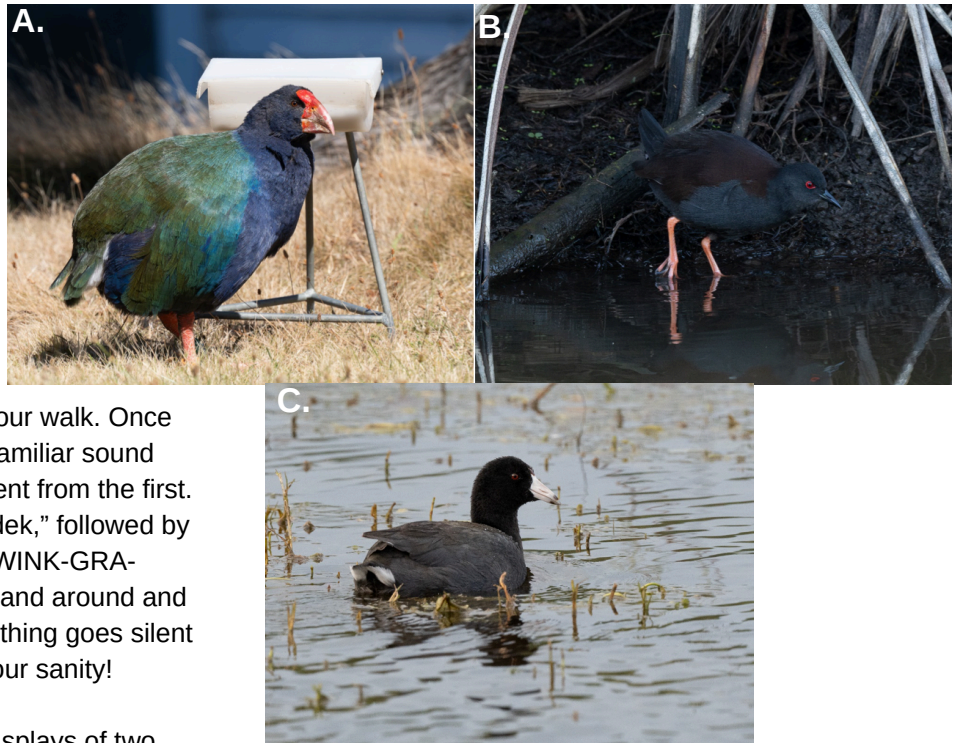 A.
B.
our walk. Once
C.
amiliar sound
ent from the first.
dek,” followed by
WINK-GRA-
and around and
thing goes silent
our sanity!
splays of two